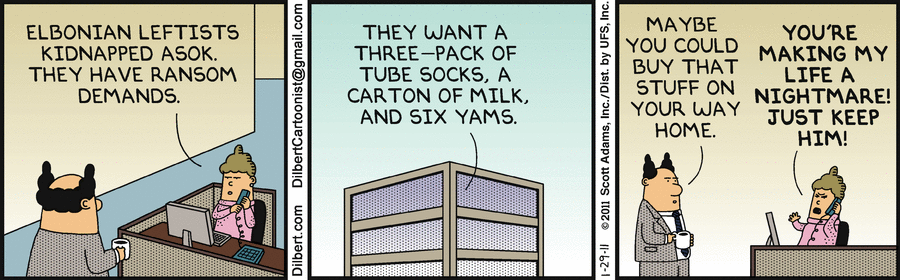 ELBONIAN LEFTISTS
KIDNAPPED ASOK.
THEY HAVE RANSOM
DEMANDS.
Dilbert.com DilbertCartoonist@gmail.com
THEY WANT A
THREE-PACK OF
TUBE SOCKS, A
CARTON OF MILK,
AND SIX YAMS.
1-29-11 © 2011 Scott Adams, Inc./Dist. by UFS, Inc.
MAYBE
YOU COULD
BUY THAT
STUFF ON
YOUR WAY
HOME.
YOU'RE
MAKING MY
LIFE A
NIGHTMARE!
JUST KEEP
HIM!